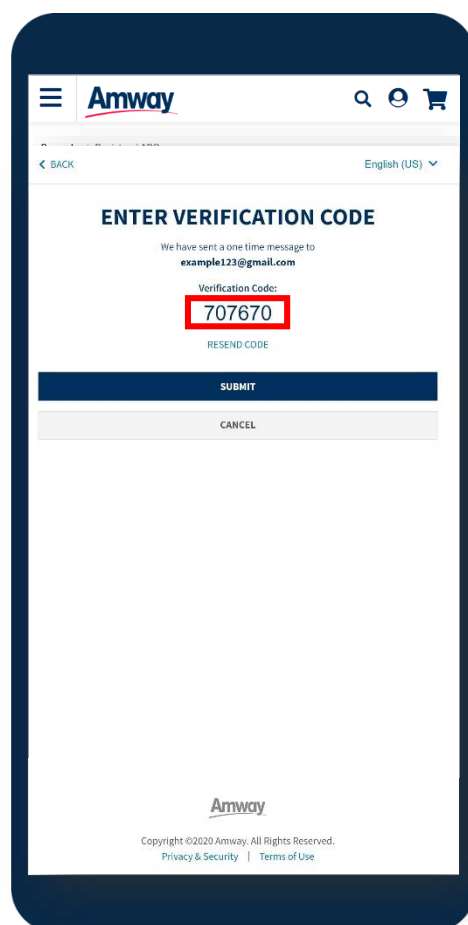 Amway
BACK
English (US)
ENTER VERIFICATION CODE
We have sent a one time message to
example123@gmail.com
Verification Code:
707670
RESEND CODE
SUBMIT
CANCEL
Amway
Copyright ©2020 Amway. All Rights Reserved.
Privacy & Security | Terms of Use